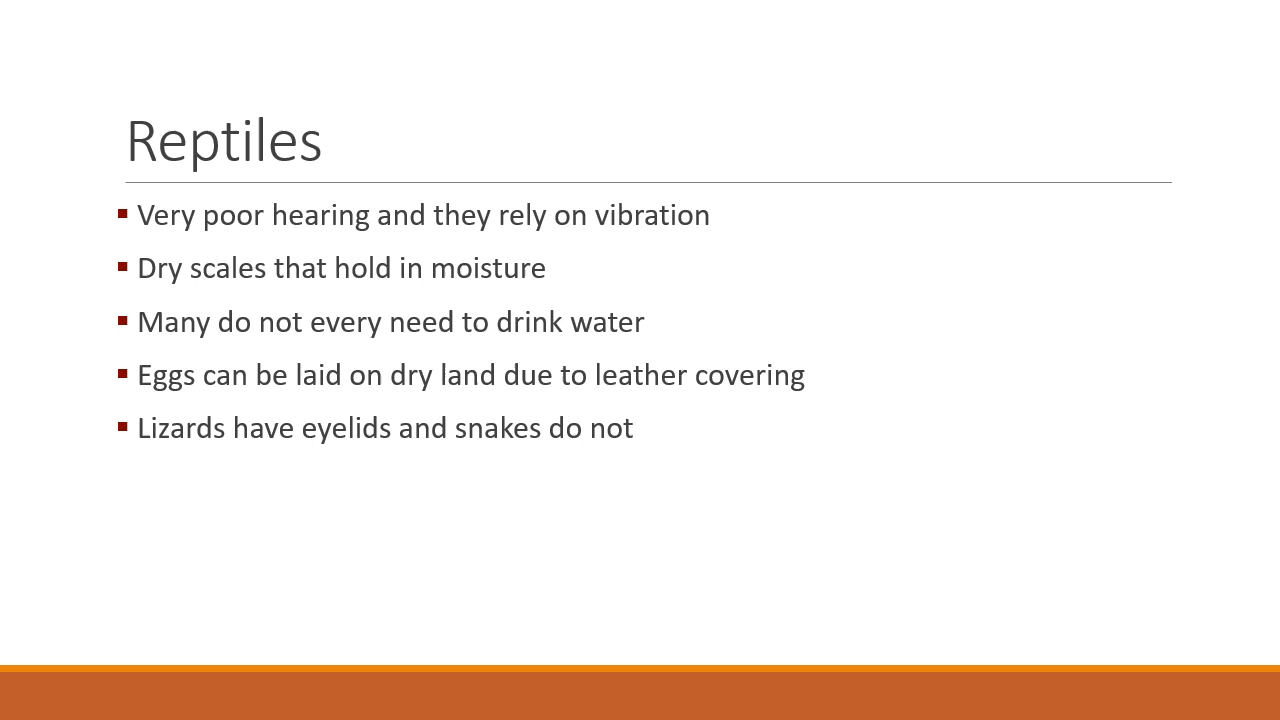 Reptiles
▪ Very poor hearing and they rely on vibration
▪ Dry scales that hold in moisture
▪ Many do not every need to drink water
▪ Eggs can be laid on dry land due to leather covering
▪ Lizards have eyelids and snakes do not